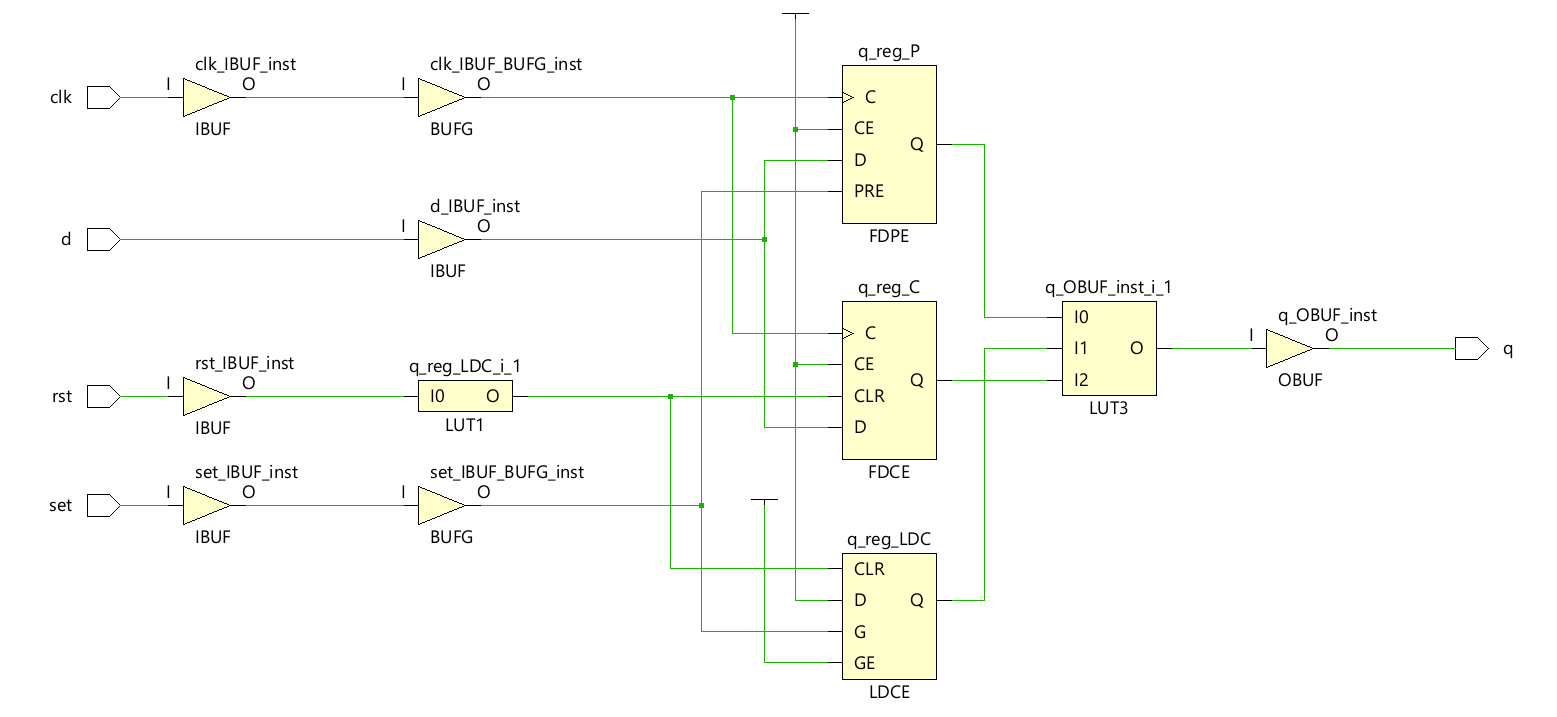 clk
I
clk_IBUF_inst
O
IBUF
I
clk_IBUF_BUFG_inst
O
BUFG
d
I
d_IBUF_inst
O
IBUF
rst
I
rst_IBUF_inst
O
IBUF
q_reg_LDC_i_1
I0 O
LUT1
set
I
set_IBUF_inst
O
IBUF
I
set_IBUF_BUFG_inst
O
BUFG
q_reg_P
C
CE
Q
D
PRE
FDPE
q_reg_C
C
CE
Q
CLR
D
FDCE
q_reg_LDC
CLR
D Q
G
GE
LDCE
q_OBUF_inst_i_1
I0
I1 O
I2
LUT3
I
q_OBUF_inst
O
OBUF
q